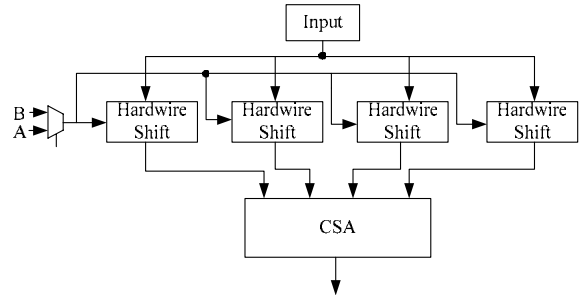 Input
B
A
Hardwire
Shift
Hardwire
Shift
Hardwire
Shift
Hardwire
Shift
CSA